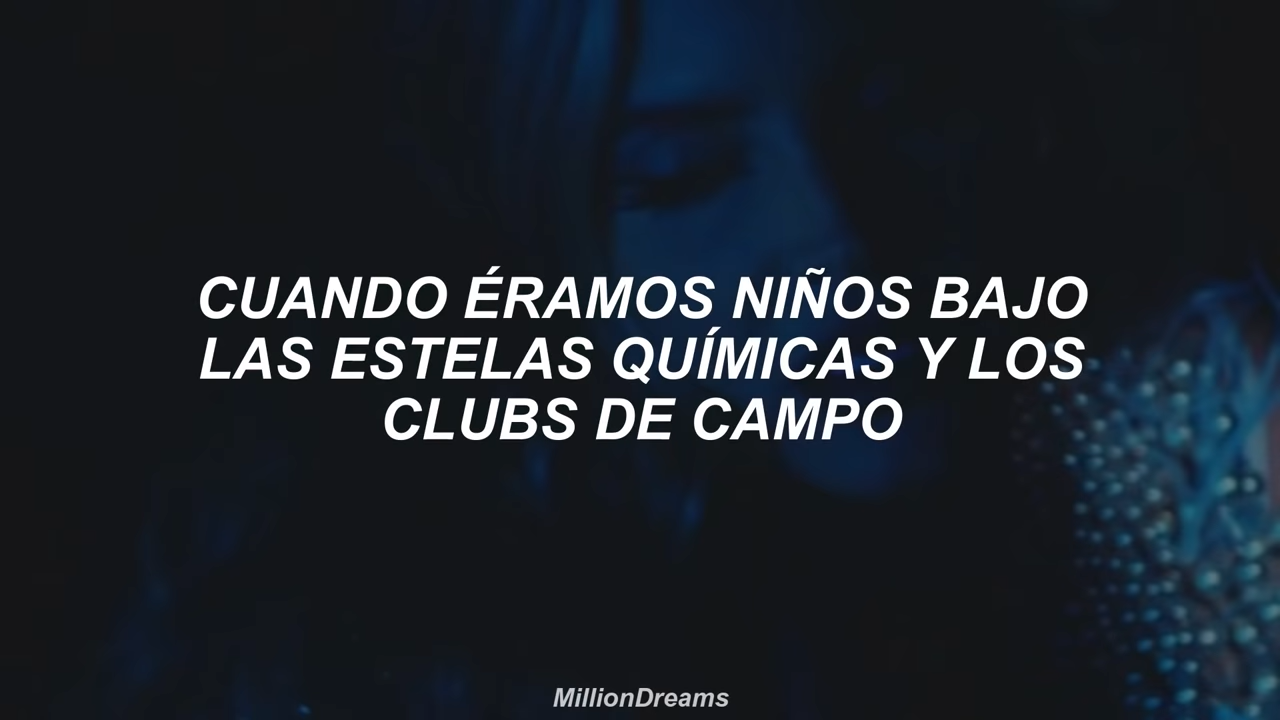 CUANDO ÉRAMOS NIÑOS BAJO
LAS ESTELAS QUÍMICAS Y LOS
CLUBS DE CAMPO
MillionDreams